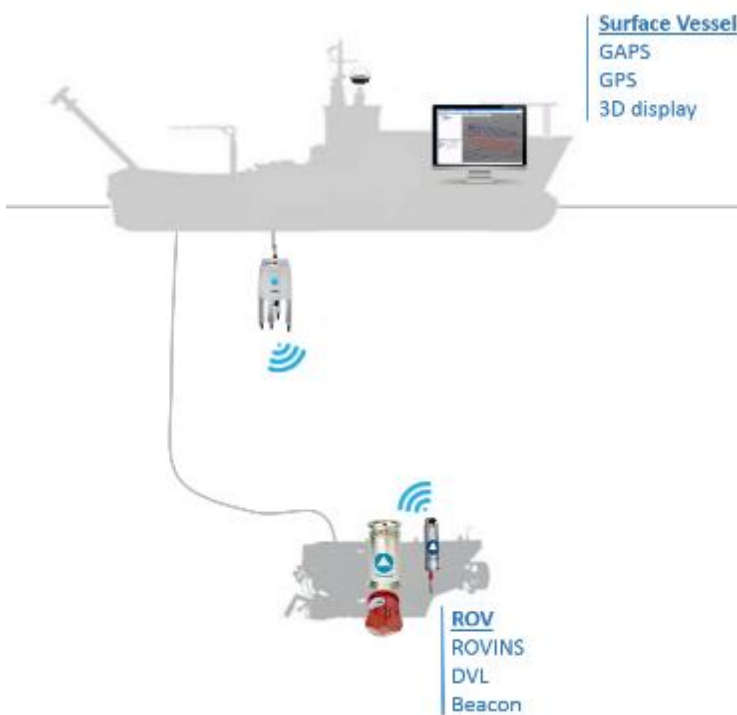 Surface Vessel
GAPS
GPS
3D display
ROV
ROVINS
DVL
Beacon